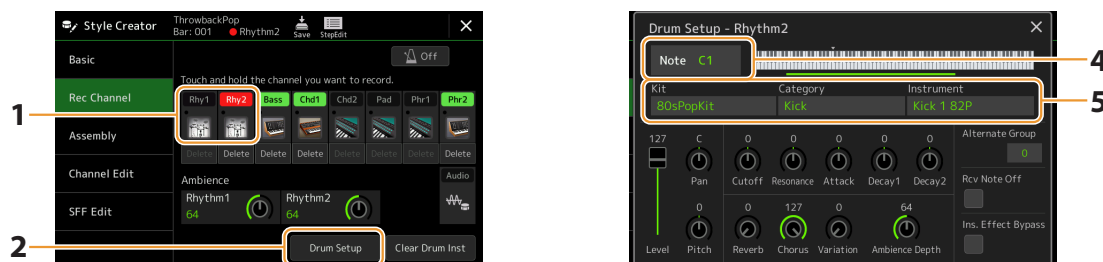 Style Creator
ThrowbackPop
Bar: 001 Rhythm2
Save StepEdit
Basic
Off
Touch and hold the channel you want to record.
Rec Channel
Rhy1 Rhy2 Bass Chd1 Chd2 Pad Phr1 Phr2
1
Delete Delete Delete Delete Delete Delete Delete Delete
Assembly
Channel Edit
Ambience
Audio
Rhythm1
64
Rhythm2
64
SFF Edit
2
Drum Setup Clear Drum Inst
Drum Setup - Rhythm2
Note C1
4
Kit Category Instrument
80sPopKit Kick Kick 1 82P
5
127 C 0 0 0 0 0
Alternate Group
0
Pan Cutoff Resonance Attack Decay1 Decay2
Rcv Note Off
0 0 127 0 64
Ins. Effect Bypass
Level Pitch Reverb Chorus Variation Ambience Depth